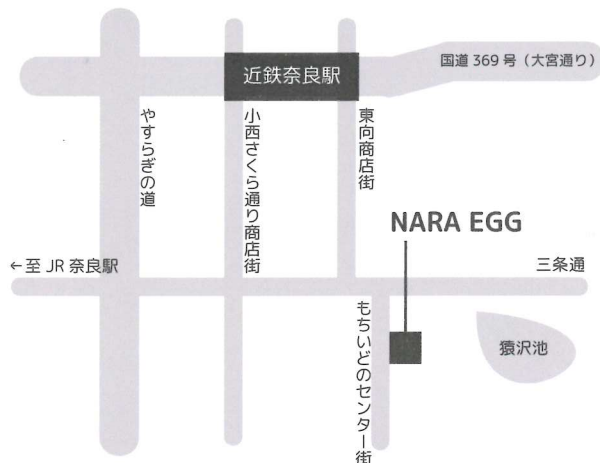 近鉄奈良駅
国道 369 号（大宮通り）
やすらぎの道
小西さくら通り商店街
東向商店街
NARA EGG
←至 JR 奈良駅
三条通
もちいどのセンター街
猿沢池